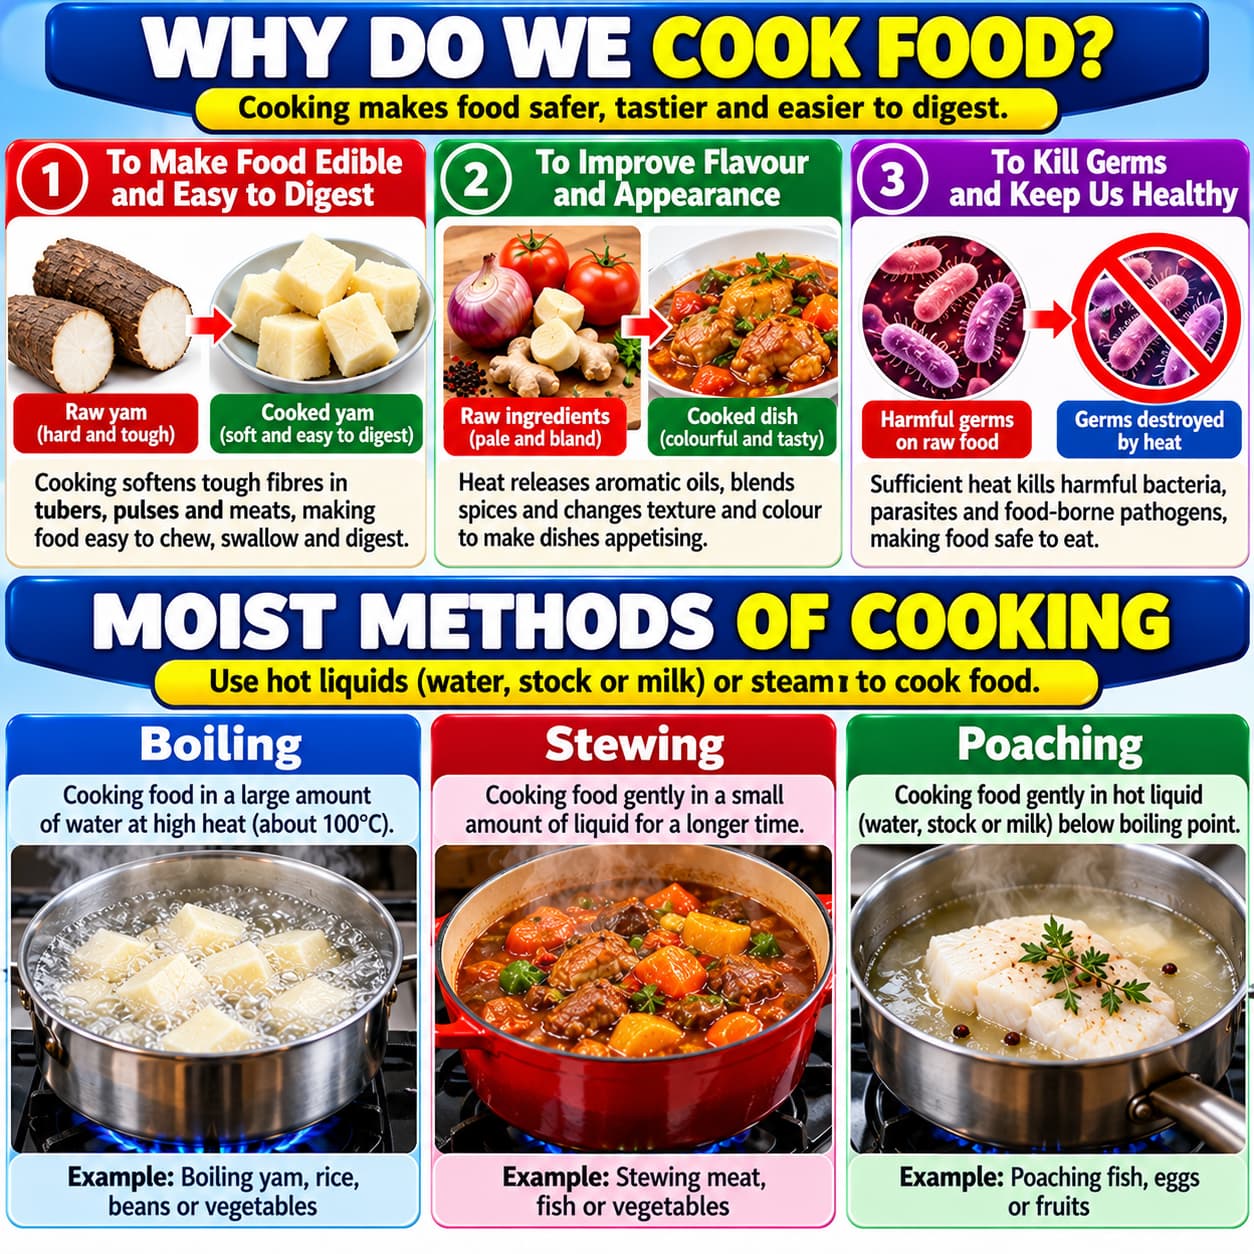 WHY DO WE COOK FOOD?
Cooking makes food safer, tastier and easier to digest.
1
To Make Food Edible
and Easy to Digest
Raw yam
(hard and tough)
Cooked yam
(soft and easy to digest)
Cooking softens tough fibres in
tubers, pulses and meats, making
food easy to chew, swallow and digest.
2
To Improve Flavour
and Appearance
Raw ingredients
(pale and bland)
Cooked dish
(colourful and tasty)
Heat releases aromatic oils, blends
spices and changes texture and colour
to make dishes appetising.
3
To Kill Germs
and Keep Us Healthy
Harmful germs
on raw food
Germs destroyed
by heat
Sufficient heat kills harmful bacteria,
parasites and food-borne pathogens,
making food safe to eat.
MOIST METHODS OF COOKING
Use hot liquids (water, stock or milk) or steam to cook food.
Boiling
Cooking food in a large amount
of water at high heat (about 100°C).
Example: Boiling yam, rice,
beans or vegetables
Stewing
Cooking food gently in a small
amount of liquid for a longer time.
Example: Stewing meat,
fish or vegetables
Poaching
Cooking food gently in hot liquid
(water, stock or milk) below boiling point.
Example: Poaching fish, eggs
or fruits